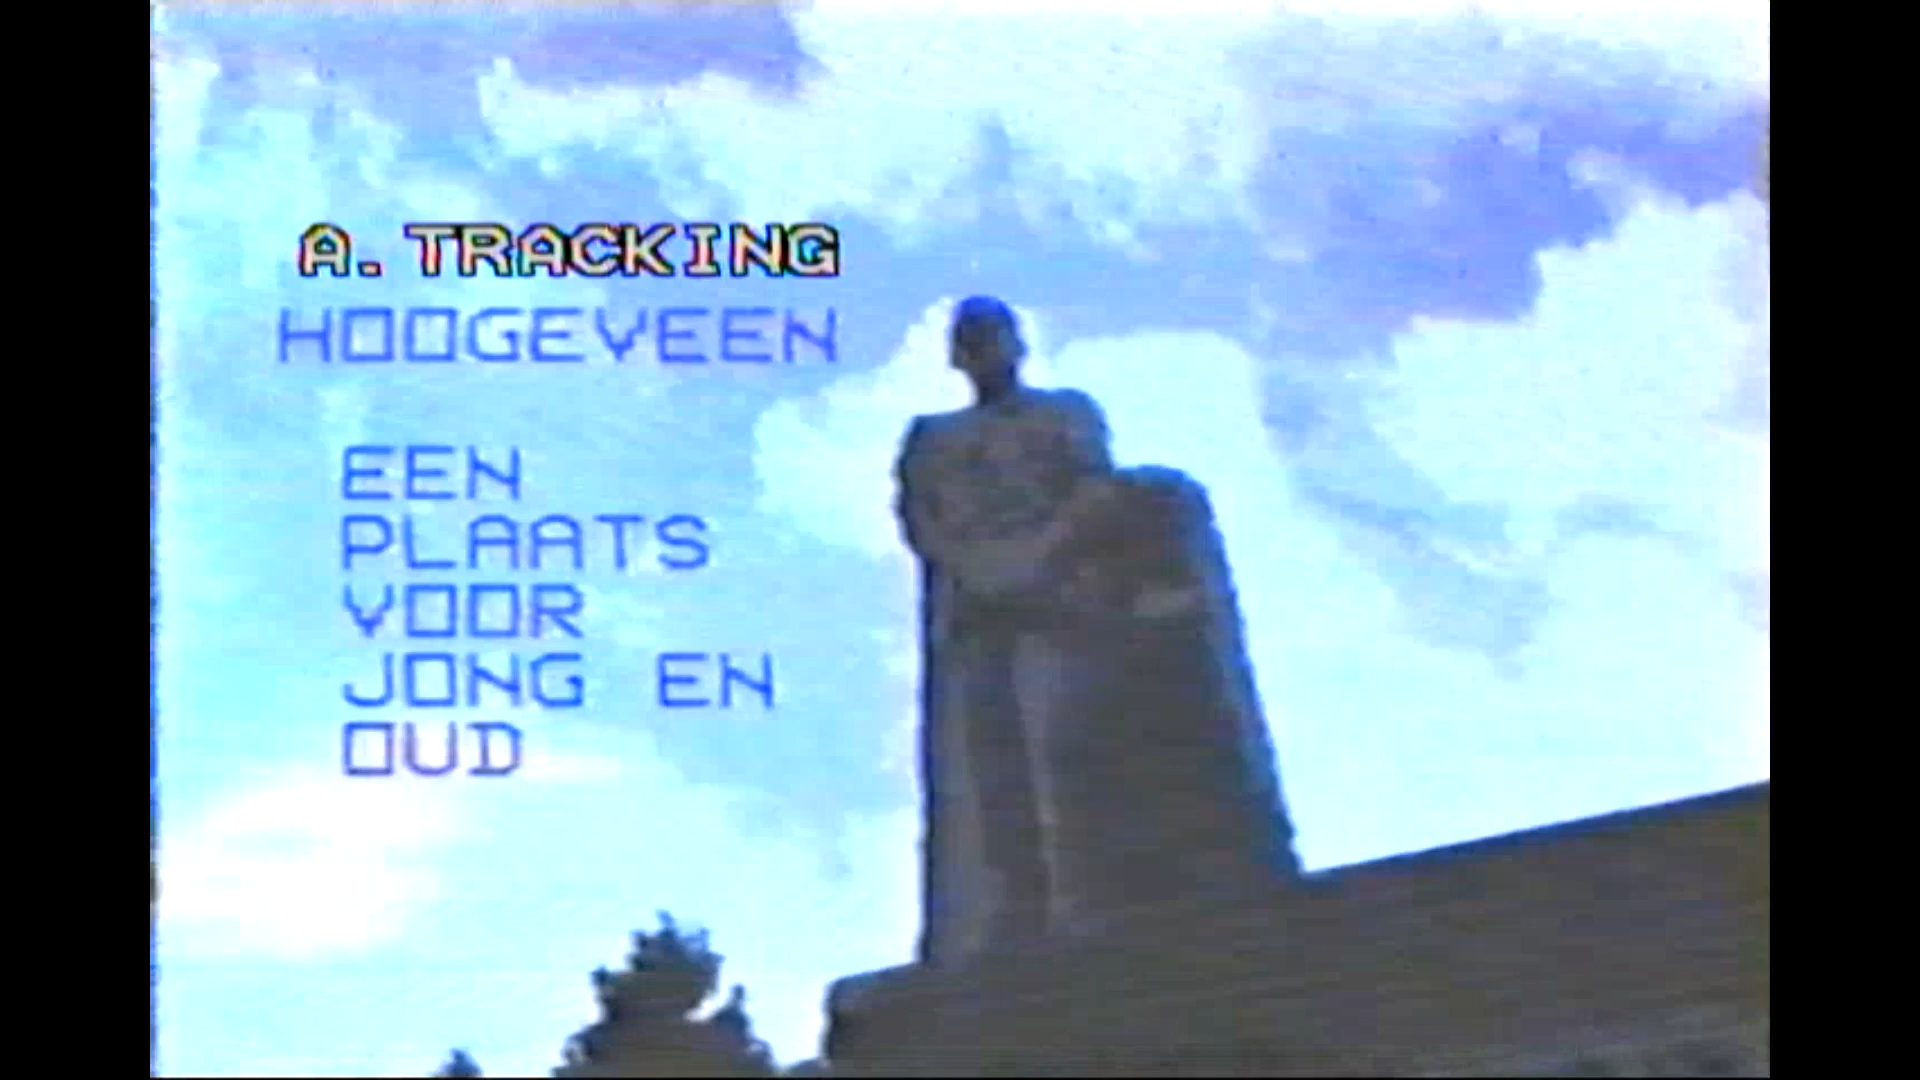 A.TRACKING
HOOGEVEEN
EEN
PLAATS
VOOR
JONG EN
OUD